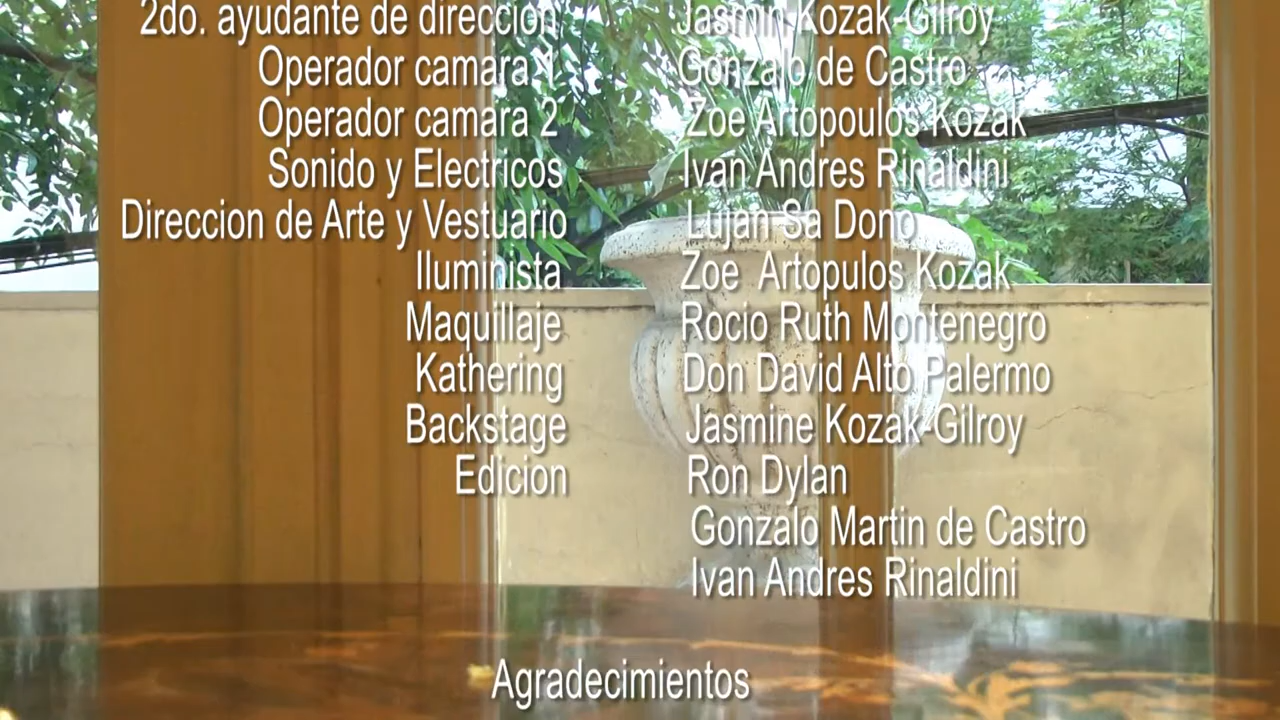 2do. ayudante de direccion Jasmin Kozak-Gilroy
Operador camara 1 Gonzalo de Castro
Operador camara 2 Zoe Artopoulos Kozak
Sonido y Electricos Ivan Andres Rinaldini
Direccion de Arte y Vestuario Lujan Sa Dono
Iluminista Zoe Artopulos Kozak
Maquillaje Rocio Ruth Montenegro
Kathering Don David Alto Palermo
Backstage Jasmine Kozak-Gilroy
Edicion Ron Dylan
Gonzalo Martin de Castro
Ivan Andres Rinaldini
Agradecimientos